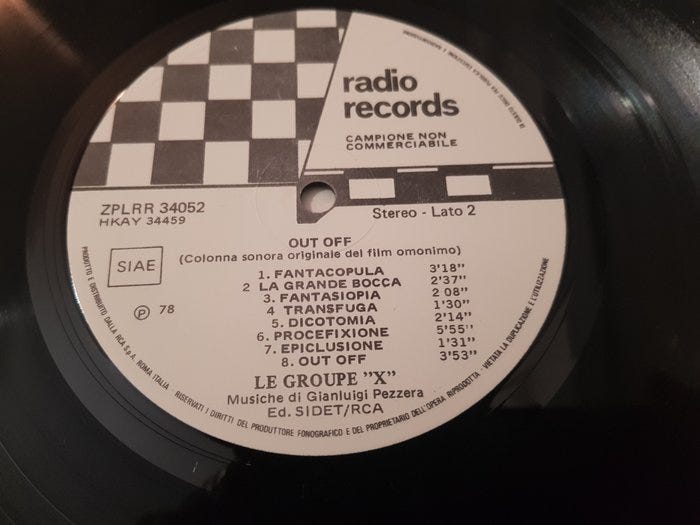 radio
records
CAMPIONE NON
COMMERCIABILE
ZPLRR 34052
HKAY 34459
Stereo - Lato 2
SIAE
℗ 78
OUT OFF
(Colonna sonora originale del film omonimo)
1. FANTACOPULA 3'18"
2 LA GRANDE BOCCA 2'37"
3. FANTASIOPIA 2 08"
4 TRANSFUGA 1'30"
5. DICOTOMIA 2'14"
6. PROCEFIXIONE 5'55"
7. EPICLUSIONE 1'31"
8. OUT OFF 3'53"
LE GROUPE "X"
Musiche di Gianluigi Pezzera
Ed. SIDET/RCA
PRODOTTO E DISTRIBUITO DALLA RCA S.p.A. ROMA ITALIA - RISERVATI I DIRITTI DEL PRODUTTORE FONOGRAFICO E DEL PROPRIETARIO DELL'OPERA RIPRODOTTA - VIETATA LA DUPLICAZIONE E L'UTILIZZAZIONE